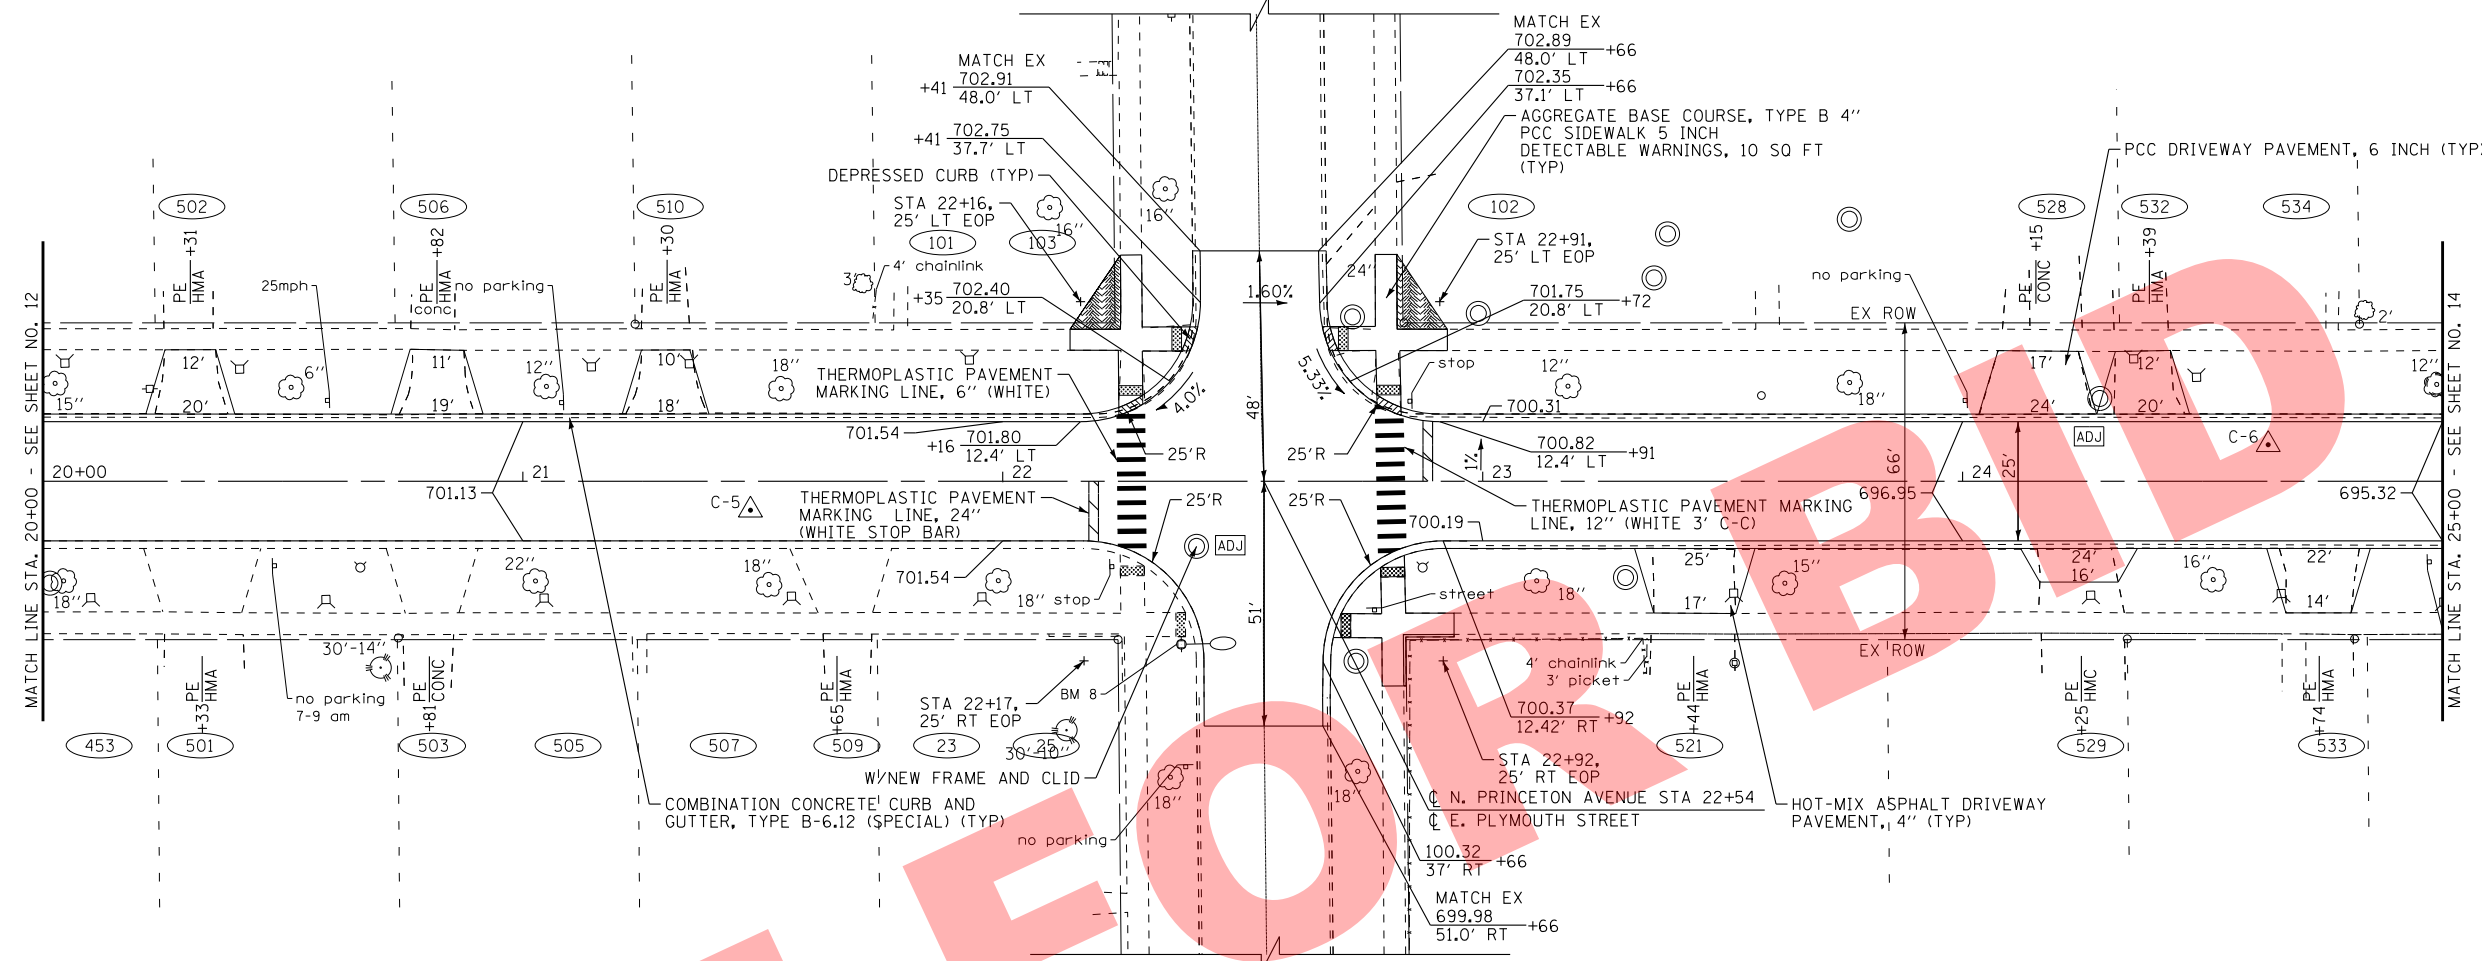 MATCH EX
702.89
48.0' LT
+66
702.35
37.1' LT
+66
AGGREGATE BASE COURSE, TYPE B 4"
PCC SIDEWALK 5 INCH
DETECTABLE WARNINGS, 10 SQ FT
(TYP)
MATCH EX
+41
702.91
48.0' LT
+41
702.75
37.7' LT
DEPRESSED CURB (TYP)
STA 22+16,
25' LT EOP
16"
16"
101
103
4' chainlink
3'
+35
702.40
20.8' LT
1.60%
24"
102
STA 22+91,
25' LT EOP
701.75
20.8' LT
+72
PCC DRIVEWAY PAVEMENT, 6 INCH (TYP)
528
532
534
no parking
PE
CONC
+15
PE
HMA
+39
EX ROW
2'
502
506
510
PE
HMA
+31
25mph
PE
HMA
+82
conc
no parking
PE
HMA
+30
MATCH LINE STA. 20+00 - SEE SHEET NO. 12
15"
12'
20'
6"
11'
19'
12"
10'
18'
18"
THERMOPLASTIC PAVEMENT
MARKING LINE, 6" (WHITE)
4.0%
5.33%
48'
stop
12"
18"
17'
24'
12'
20'
12"
701.54
+16
701.80
12.4' LT
25'R
25'R
1%
700.31
700.82
12.4' LT
+91
66'
25'
ADJ
C-6
20+00
21
22
23
24
701.13
C-5
THERMOPLASTIC PAVEMENT
MARKING LINE, 24"
(WHITE STOP BAR)
25'R
25'R
THERMOPLASTIC PAVEMENT MARKING
LINE, 12" (WHITE 3' C-C)
700.19
696.95
695.32
ADJ
701.54
18"
22"
18"
18"
stop
51'
street
18"
25'
17'
15"
24'
16'
16"
22'
14'
EX ROW
30'-14"
no parking
7-9 am
PE
HMA
+33
PE
CONC
+81
PE
HMA
+65
STA 22+17,
25' RT EOP
BM 8
4' chainlink
3' picket
PE
HMA
+44
PE
HMC
+25
PE
HMA
+74
700.37
12.42' RT
+92
453
501
503
505
507
509
23
25
30'-10"
521
529
533
STA 22+92,
25' RT EOP
W/NEW FRAME AND CLID
COMBINATION CONCRETE CURB AND
GUTTER, TYPE B-6.12 (SPECIAL) (TYP)
no parking
18"
18"
℄ N. PRINCETON AVENUE STA 22+54
℄ E. PLYMOUTH STREET
HOT-MIX ASPHALT DRIVEWAY
PAVEMENT, 4" (TYP)
100.32
37' RT
+66
MATCH EX
699.98
51.0' RT
+66
MATCH LINE STA. 25+00 - SEE SHEET NO. 14
FOR BID